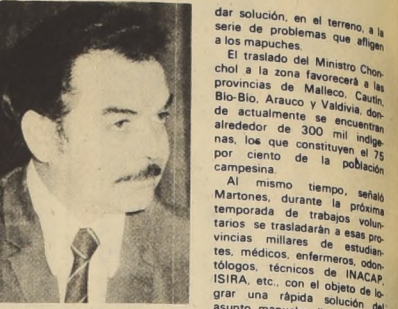 dar solución, en el terreno, a la
serie de problemas que afligen
a los mapuches.
El traslado del Ministro Chon-
chol a la zona favorecerá a las
provincias de Malleco, Cautín,
Bio-Bio, Arauco y Valdivia, don-
de actualmente se encuentran
alrededor de 300 mil indíge-
nas, los que constituyen el 75
por ciento de la población
campesina.
Al mismo tiempo, señaló
Martones, durante la próxima
temporada de trabajos volun-
tarios se trasladarán a esas pro-
vincias millares de estudian-
tes, médicos, enfermeros, odon-
tólogos, técnicos de INACAP,
ISIRA, etc., con el objeto de lo-
grar una rápida solución del
asunto